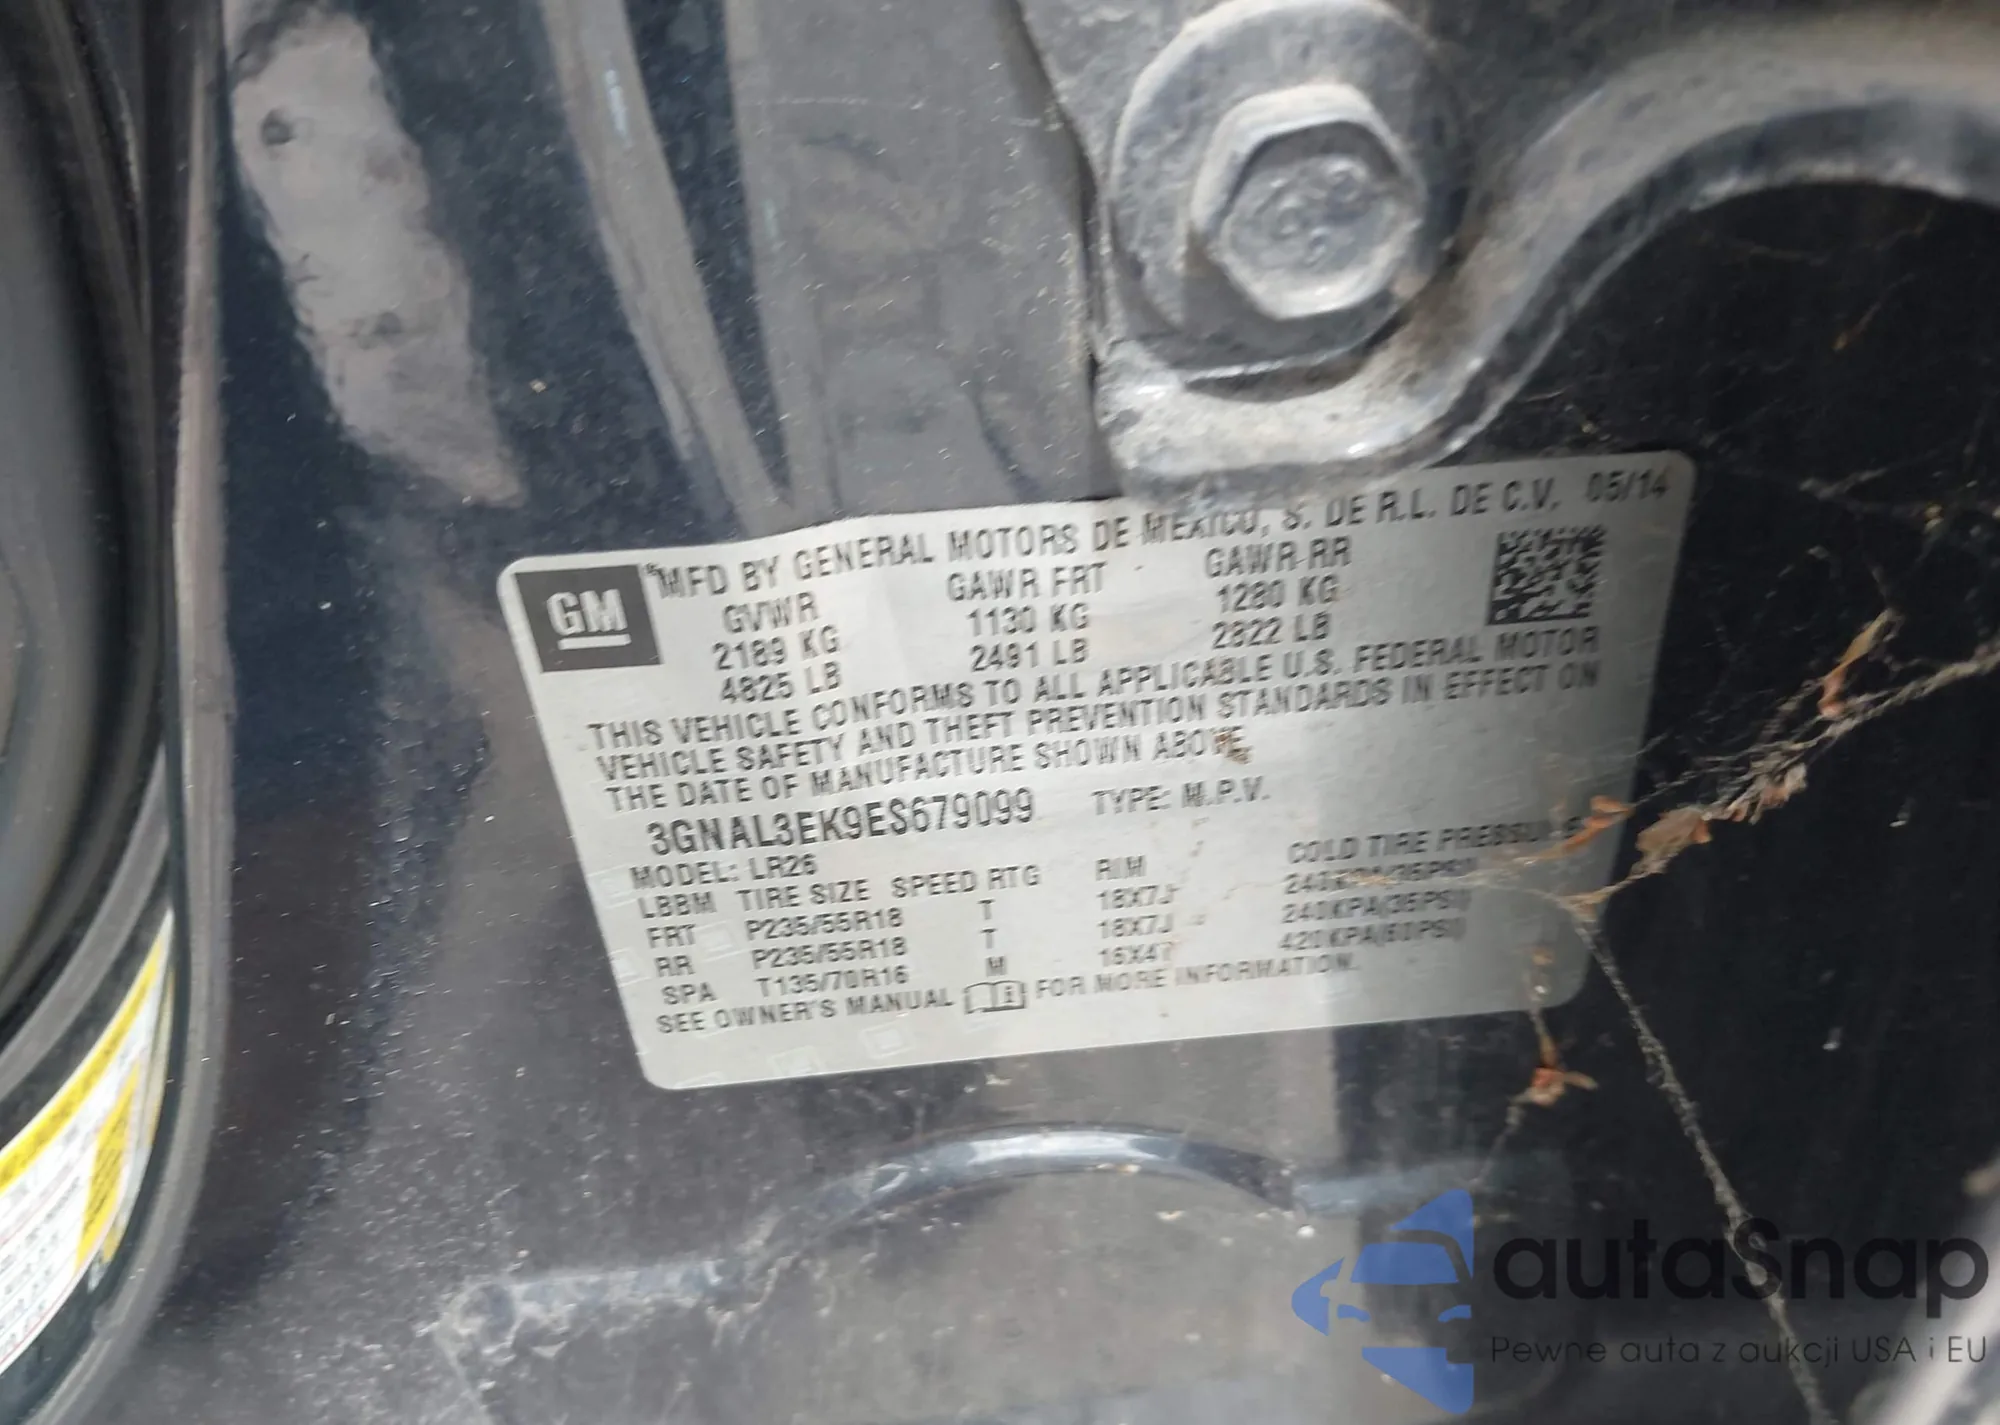 GM
MFD BY GENERAL MOTORS DE MEXICO, S. DE R.L. DE C.V. 05/14
GVWR GAWR FRT GAWR RR
2189 KG 1130 KG 1280 KG
4825 LB 2491 LB 2822 LB
THIS VEHICLE CONFORMS TO ALL APPLICABLE U.S. FEDERAL MOTOR
VEHICLE SAFETY AND THEFT PREVENTION STANDARDS IN EFFECT ON
THE DATE OF MANUFACTURE SHOWN ABOVE.
3GNAL3EK9ES679099 TYPE: M.P.V.
MODEL: LR26
LBBM TIRE SIZE SPEED RTG RIM COLD TIRE PRESSURE
FRT P235/55R18 T 18X7J 240KPA(35PSI)
RR P235/55R18 T 18X7J 240KPA(35PSI)
SPA T135/70R16 M 16X4T 420KPA(60PSI)
SEE OWNER'S MANUAL FOR MORE INFORMATION.
autaSnap
Pewne auta z aukcji USA i EU